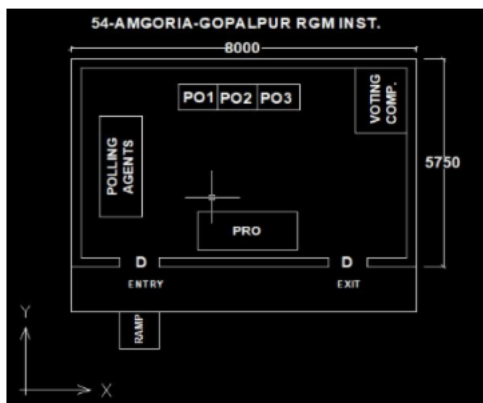 54-AMGORIA-GOPALPUR RGM INST.
8000
PO1 PO2 PO3
VOTING COMP.
POLLING AGENTS
5750
PRO
D
D
ENTRY
EXIT
RAMP
Y
X